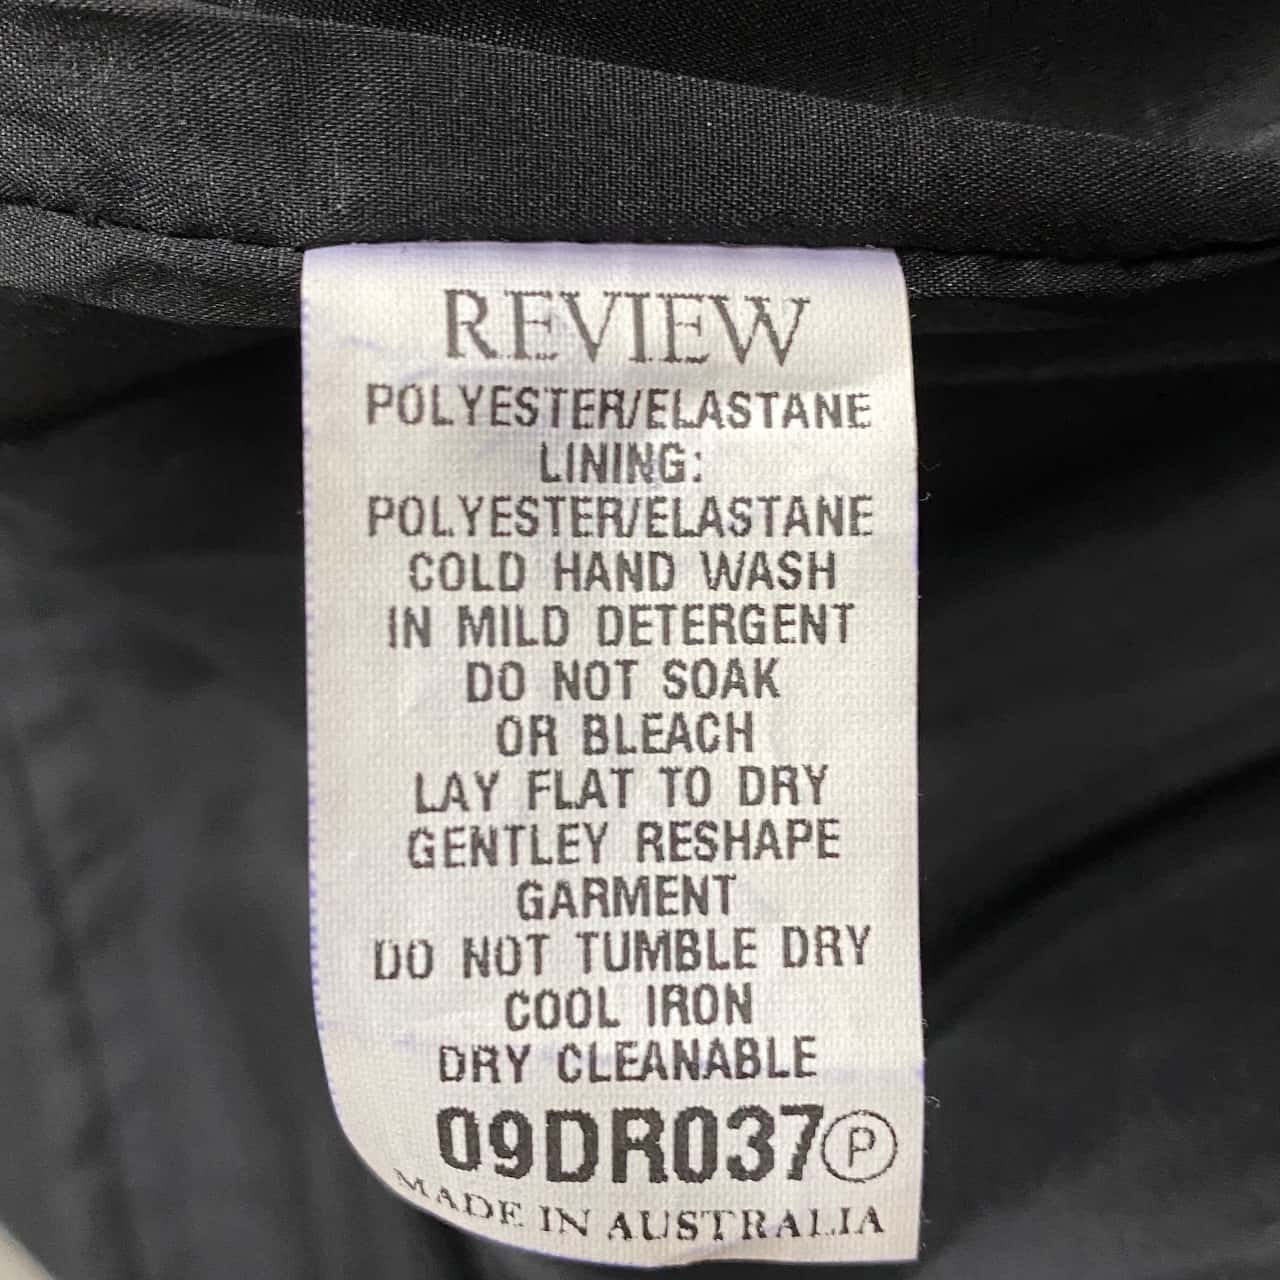 REVIEW
POLYESTER/ELASTANE
LINING:
POLYESTER/ELASTANE
COLD HAND WASH
IN MILD DETERGENT
DO NOT SOAK
OR BLEACH
LAY FLAT TO DRY
GENTLEY RESHAPE
GARMENT
DO NOT TUMBLE DRY
COOL IRON
DRY CLEANABLE
09DR037 Ⓟ
MADE IN AUSTRALIA